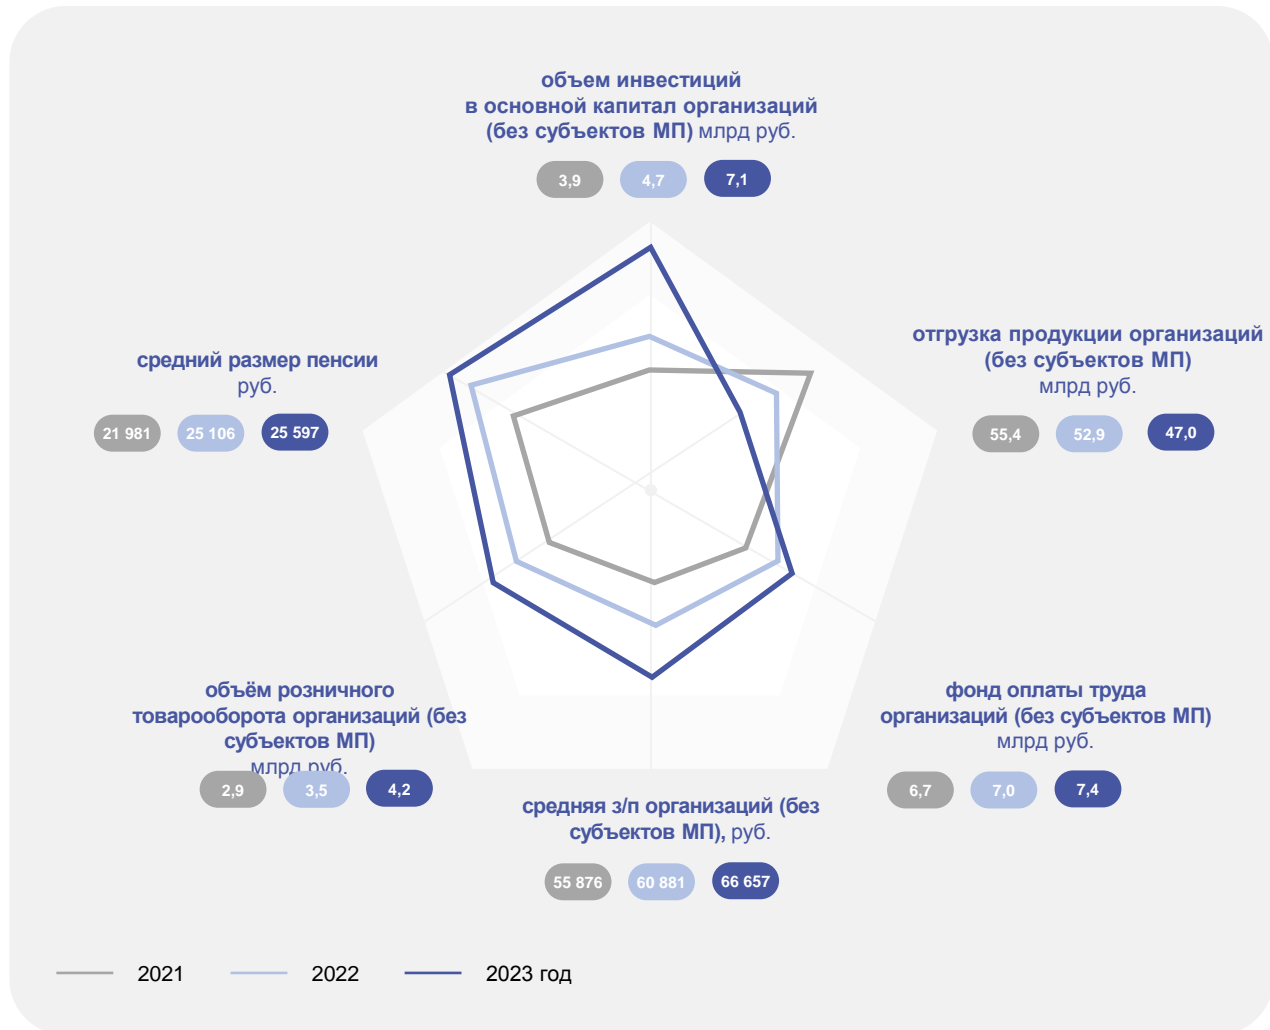 объем инвестиций
в основной капитал организаций
(без субъектов МП) млрд руб.
3,9 4,7 7,1
отгрузка продукции организаций
(без субъектов МП)
млрд руб.
55,4 52,9 47,0
средний размер пенсии
руб.
21 981 25 106 25 597
объём розничного
товарооборота организаций (без
субъектов МП)
млрд руб.
2,9 3,5 4,2
фонд оплаты труда
организаций (без субъектов МП)
млрд руб.
6,7 7,0 7,4
средняя з/п организаций (без
субъектов МП), руб.
55 876 60 881 66 657
2021 2022 2023 год